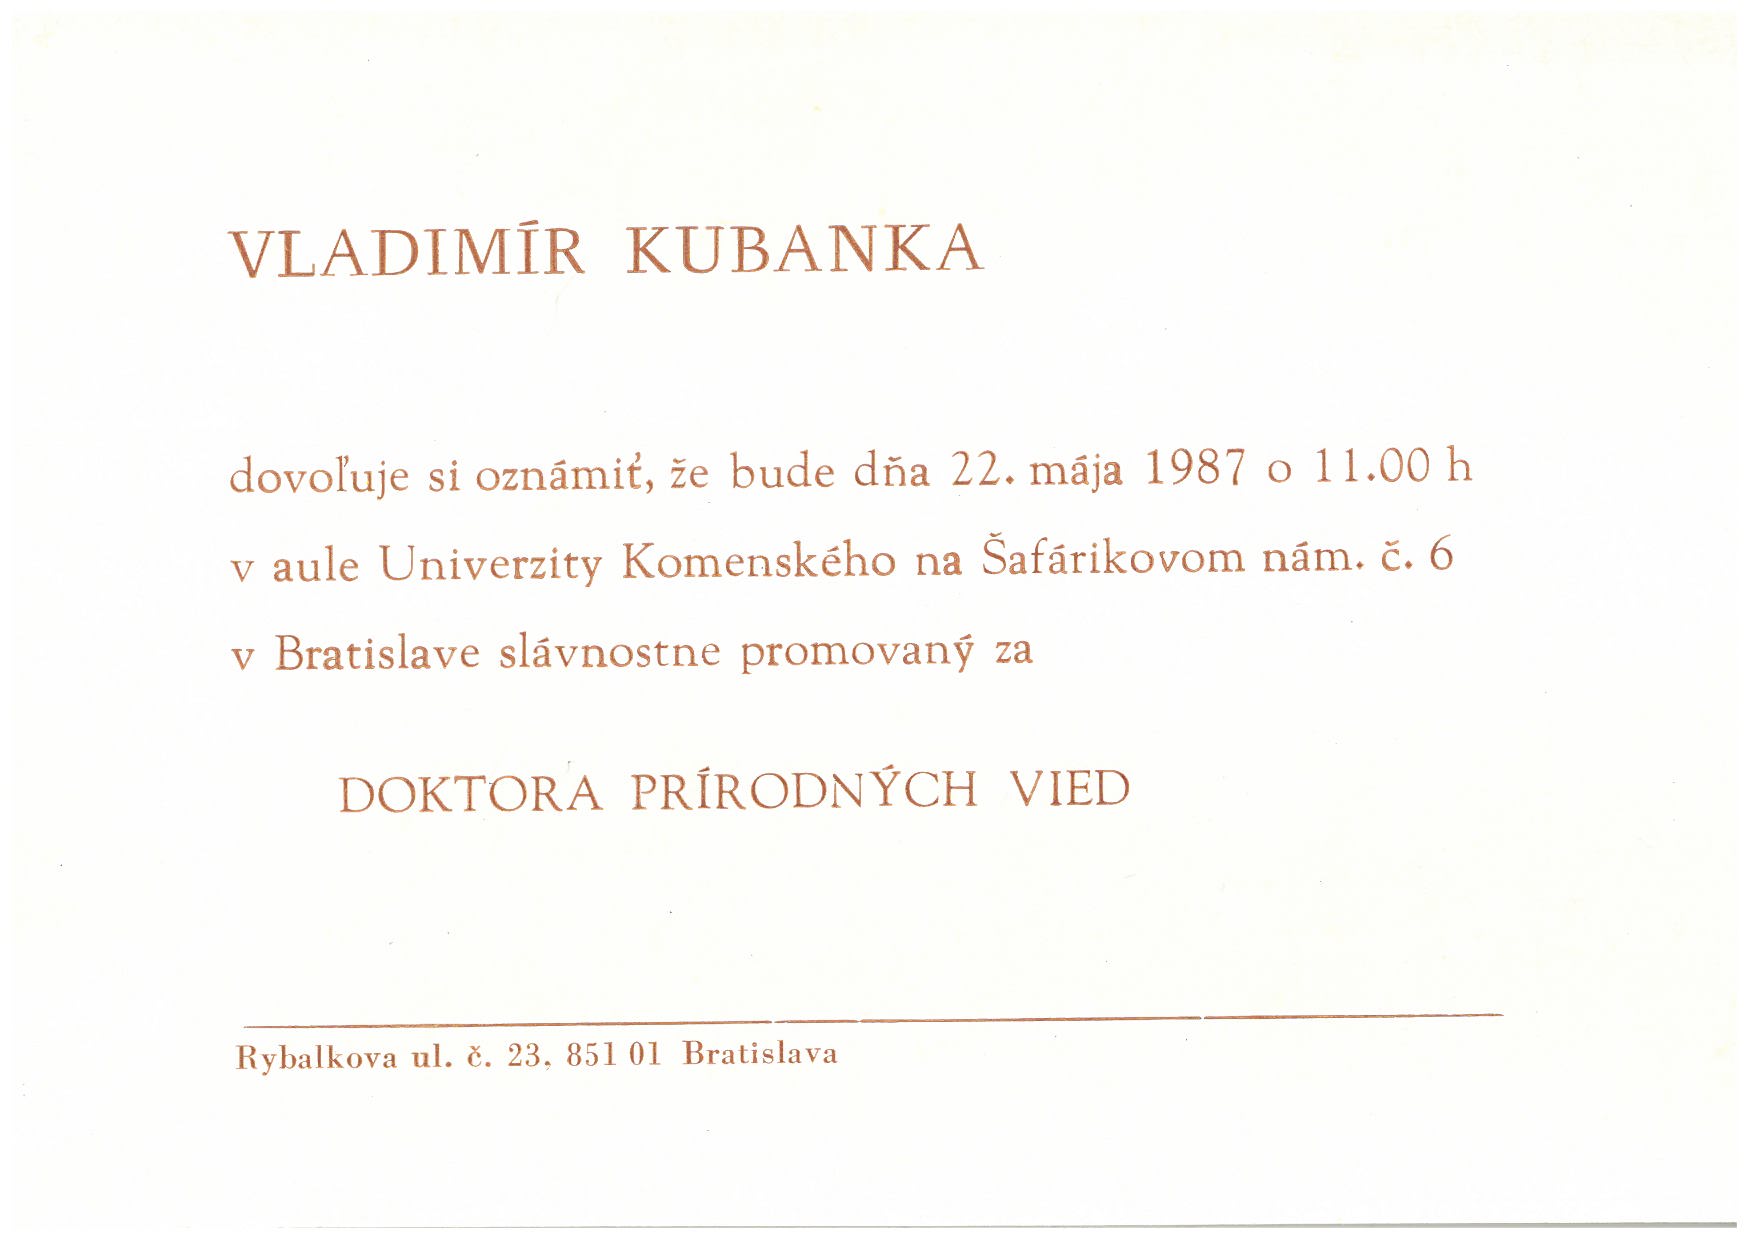 VLADIMÍR KUBANKA
dovoľuje si oznámiť, že bude dňa 22. mája 1987 o 11.00 h
v aule Univerzity Komenského na Šafárikovom nám. č. 6
v Bratislave slávnostne promovaný za
DOKTORA PRÍRODNÝCH VIED
Rybalkova ul. č. 23, 851 01 Bratislava